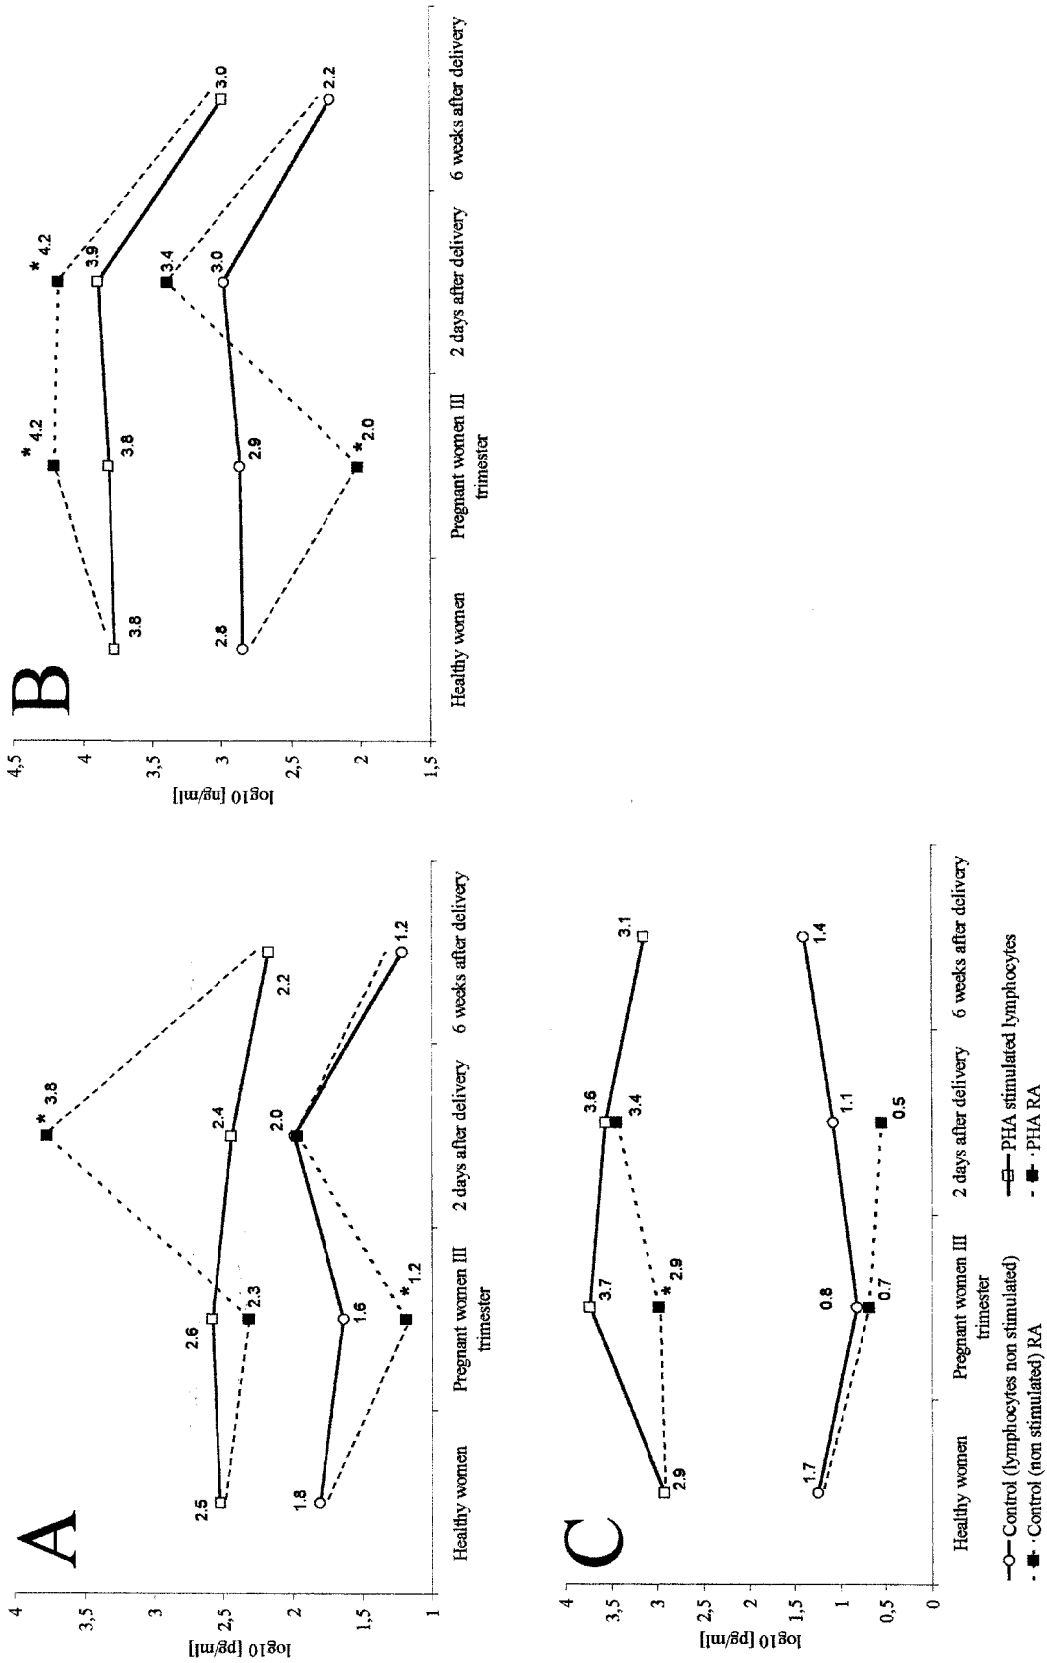 A
log10 [pg/ml]
4
3,5
3
2,5
2
1,5
1
2.5
2.6
2.3
2.4
* 3.8
2.2
1.8
1.6
* 1.2
2.0
1.2
Healthy women
Pregnant women III
trimester
2 days after delivery
6 weeks after delivery
B
log10 [ng/ml]
4,5
4
3,5
3
2,5
2
1,5
3.8
* 4.2
3.8
* 4.2
3.9
3.0
2.8
2.9
* 2.0
3.4
3.0
2.2
Healthy women
Pregnant women III
trimester
2 days after delivery
6 weeks after delivery
C
log10 [pg/ml]
4
3,5
3
2,5
2
1,5
1
0,5
0
2.9
3.7
* 2.9
3.6
3.4
3.1
1.7
0.8
0.7
1.1
0.5
1.4
Healthy women
Pregnant women III
trimester
2 days after delivery
6 weeks after delivery
Control (lymphocytes non stimulated)
PHA stimulated lymphocytes
Control (non stimulated) RA
PHA RA